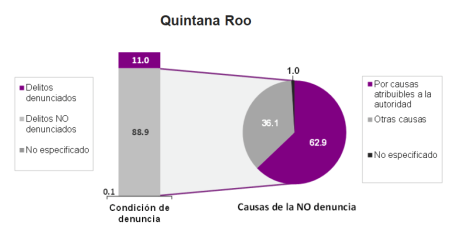 Quintana Roo
Delitos
denunciados
Delitos NO
denunciados
No especificado
11.0
88.9
0.1
Condición de
denuncia
1.0
36.1
62.9
Causas de la NO denuncia
Por causas
atribuibles a la
autoridad
Otras causas
No especificado